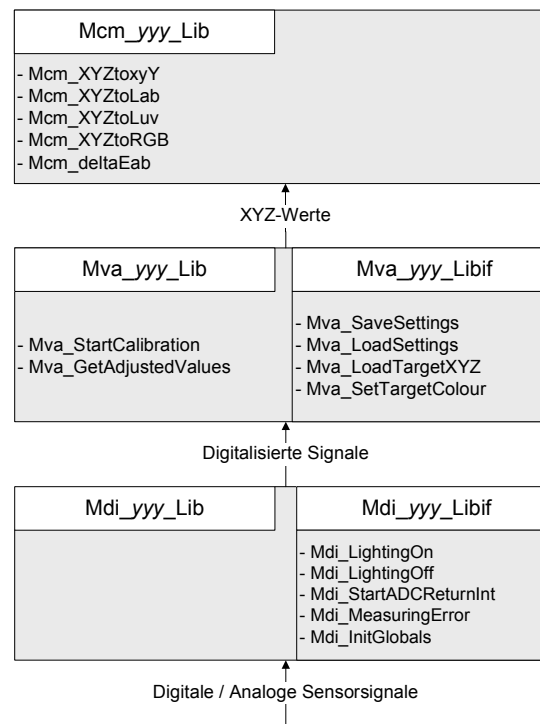 Mcm_yyy_Lib
- Mcm_XYZtoxyY
- Mcm_XYZtoLab
- Mcm_XYZtoLuv
- Mcm_XYZtoRGB
- Mcm_deltaEab
XYZ-Werte
Mva_yyy_Lib
- Mva_StartCalibration
- Mva_GetAdjustedValues
Mva_yyy_Libif
- Mva_SaveSettings
- Mva_LoadSettings
- Mva_LoadTargetXYZ
- Mva_SetTargetColour
Digitalisierte Signale
Mdi_yyy_Lib
Mdi_yyy_Libif
- Mdi_LightingOn
- Mdi_LightingOff
- Mdi_StartADCReturnInt
- Mdi_MeasuringError
- Mdi_InitGlobals
Digitale / Analoge Sensorsignale